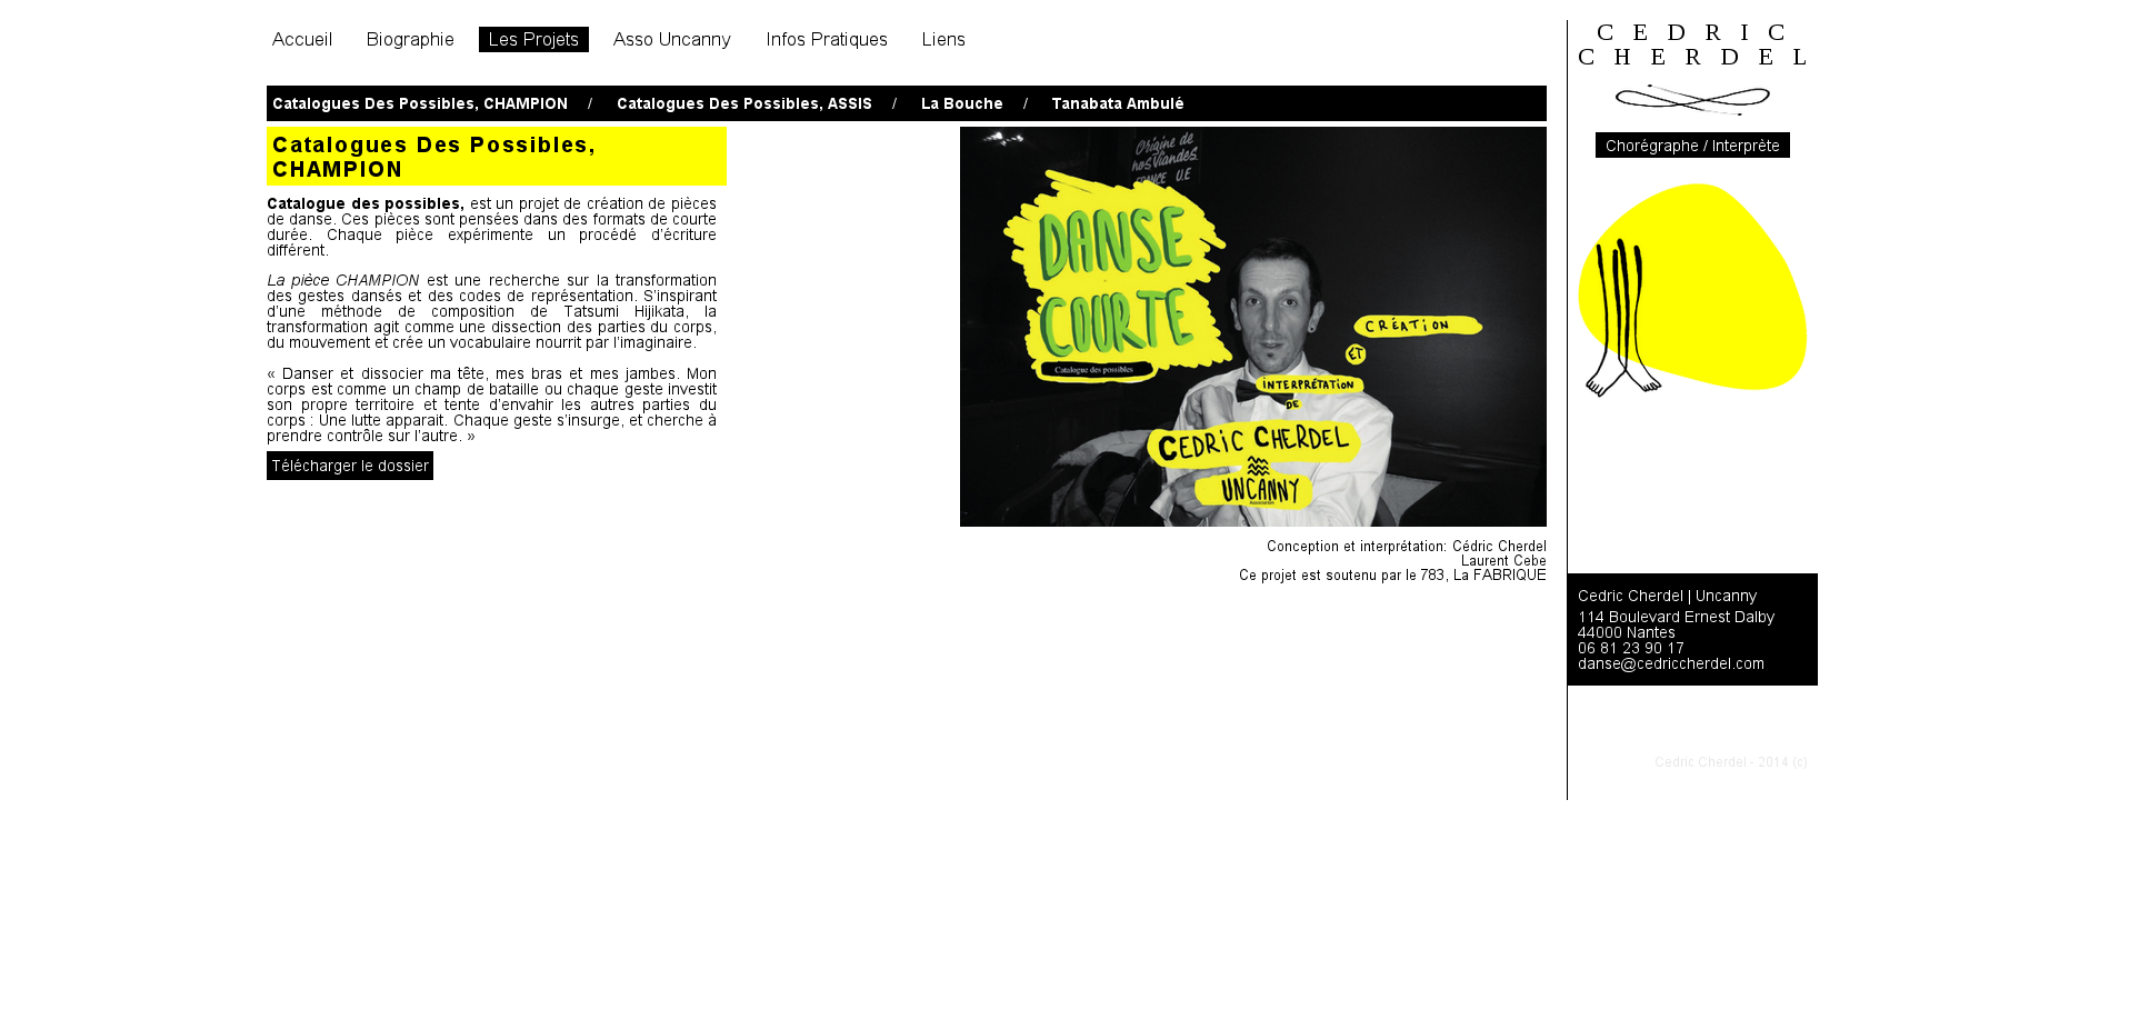 Accueil Biographie Les Projets Asso Uncanny Infos Pratiques Liens
Catalogues Des Possibles, CHAMPION / Catalogues Des Possibles, ASSIS / La Bouche / Tanabata Ambulé
Catalogues Des Possibles,
CHAMPION
Catalogue des possibles, est un projet de création de pièces
de danse. Ces pièces sont pensées dans des formats de courte
durée. Chaque pièce expérimente un procédé d'écriture
différent.
La pièce CHAMPION est une recherche sur la transformation
des gestes dansés et des codes de représentation. S'inspirant
d'une méthode de composition de Tatsumi Hijikata, la
transformation agit comme une dissection des parties du corps,
du mouvement et crée un vocabulaire nourrit par l'imaginaire.
« Danser et dissocier ma tête, mes bras et mes jambes. Mon
corps est comme un champ de bataille ou chaque geste investit
son propre territoire et tente d'envahir les autres parties du
corps : Une lutte apparait. Chaque geste s'insurge, et cherche à
prendre contrôle sur l'autre. »
Télécharger le dossier
Origine de
nos Viandes
FRANCE U.E
DANSE
COURTE
Catalogue des possibles
CRÉATION
ET
INTERPRÉTATION
DE
CEDRIC CHERDEL
UNCANNY
Association
Conception et interprétation: Cédric Cherdel
Laurent Cebe
Ce projet est soutenu par le 783, La FABRIQUE
CEDRIC
CHERDEL
Chorégraphe / Interprète
Cedric Cherdel | Uncanny
114 Boulevard Ernest Dalby
44000 Nantes
06 81 23 90 17
danse@cedriccherdel.com
Cedric Cherdel - 2014 (c)